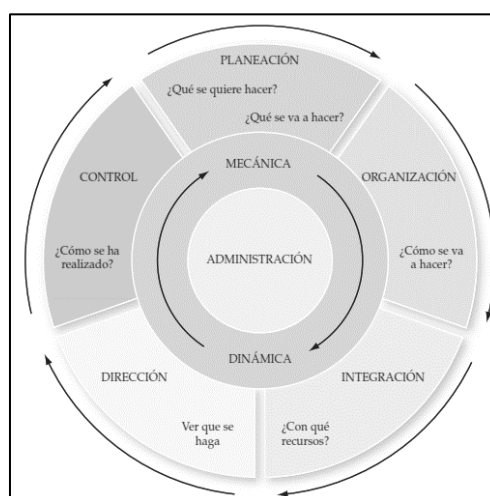 PLANEACIÓN
¿Qué se quiere hacer?
¿Qué se va a hacer?
MECÁNICA
CONTROL
ORGANIZACIÓN
¿Cómo se ha
realizado?
¿Cómo se va
a hacer?
ADMINISTRACIÓN
DINÁMICA
DIRECCIÓN
INTEGRACIÓN
Ver que se
haga
¿Con qué
recursos?